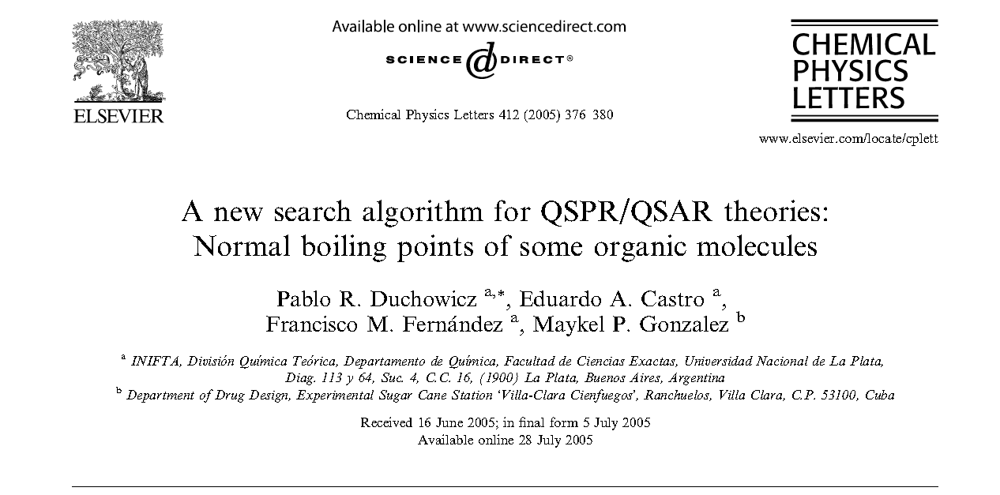 Available online at www.sciencedirect.com
SCIENCE @ DIRECT®
CHEMICAL
PHYSICS
LETTERS
ELSEVIER
Chemical Physics Letters 412 (2005) 376 380
www.elsevier.com/locate/cplett
A new search algorithm for QSPR/QSAR theories:
Normal boiling points of some organic molecules
Pablo R. Duchowicz a,*, Eduardo A. Castro a,
Francisco M. Fernández a, Maykel P. Gonzalez b
a INIFTA, División Química Teórica, Departamento de Química, Facultad de Ciencias Exactas, Universidad Nacional de La Plata,
Diag. 113 y 64, Suc. 4, C.C. 16, (1900) La Plata, Buenos Aires, Argentina
b Department of Drug Design, Experimental Sugar Cane Station ‘Villa-Clara Cienfuegos’, Ranchuelos, Villa Clara, C.P. 53100, Cuba
Received 16 June 2005; in final form 5 July 2005
Available online 28 July 2005